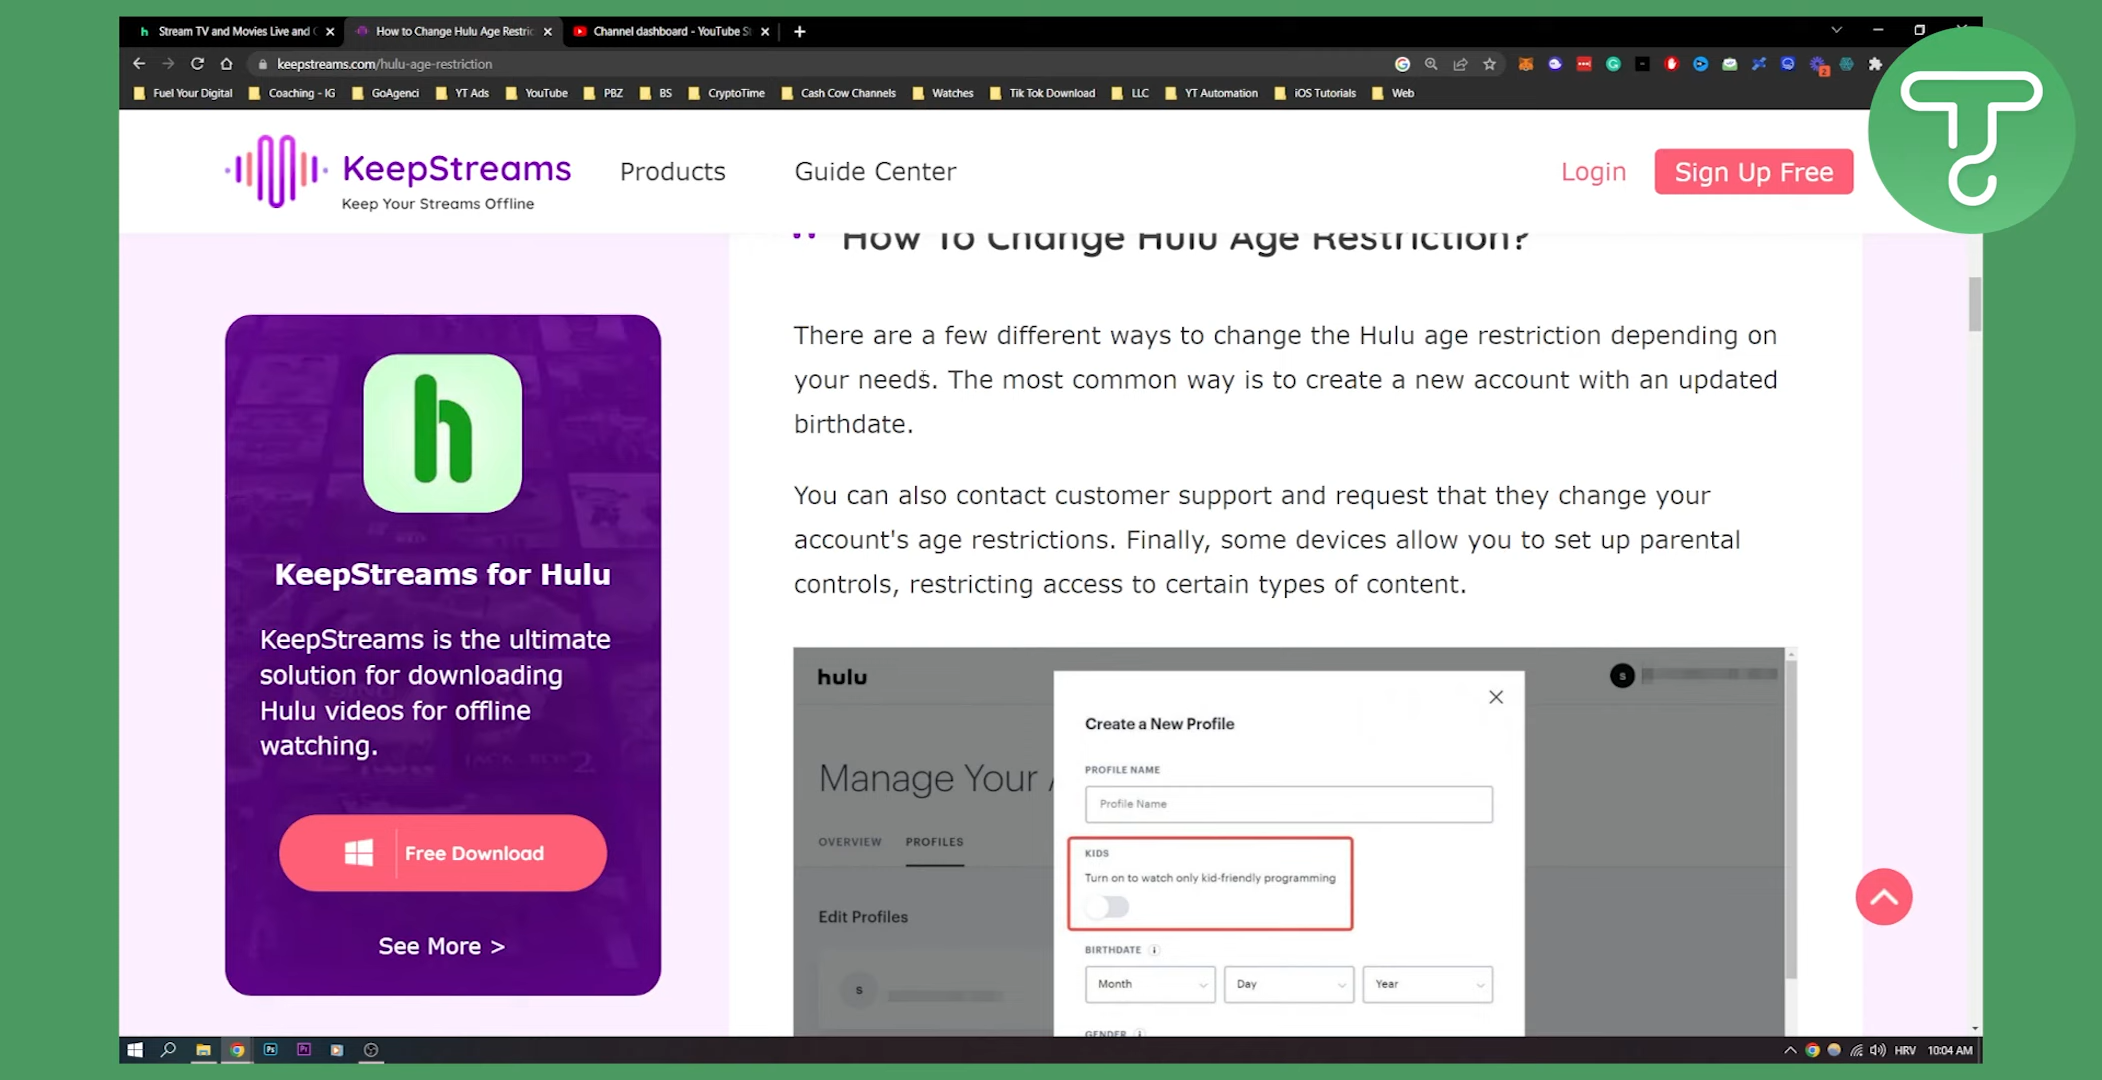 Stream TV and Movies Live and
How to Change Hulu Age Restric
Channel dashboard - YouTube S
keepstreams.com/hulu-age-restriction
Fuel Your Digital
Coaching - IG
GoAgenci
YT Ads
YouTube
PBZ
BS
CryptoTime
Cash Cow Channels
Watches
Tik Tok Download
LLC
YT Automation
iOS Tutorials
Web
KeepStreams
Keep Your Streams Offline
Products
Guide Center
Login
Sign Up Free
How To Change Hulu Age Restriction?
There are a few different ways to change the Hulu age restriction depending on
your needs. The most common way is to create a new account with an updated
birthdate.
You can also contact customer support and request that they change your
account's age restrictions. Finally, some devices allow you to set up parental
controls, restricting access to certain types of content.
h
KeepStreams for Hulu
KeepStreams is the ultimate
solution for downloading
Hulu videos for offline
watching.
Free Download
See More >
hulu
S
Manage Your
OVERVIEW
PROFILES
Edit Profiles
S
Create a New Profile
PROFILE NAME
Profile Name
KIDS
Turn on to watch only kid-friendly programming
BIRTHDATE
Month
Day
Year
GENDER
HRV
10:04 AM